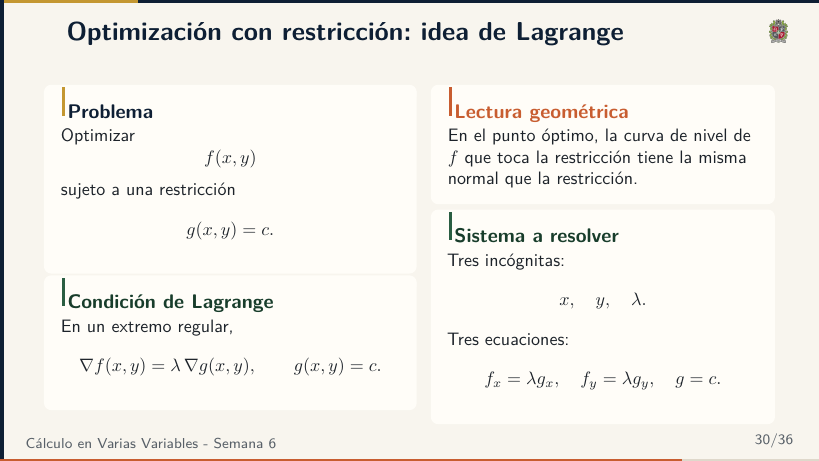 Optimización con restricción: idea de Lagrange
Problema
Optimizar
f(x, y)
sujeto a una restricción
g(x, y) = c.
Condición de Lagrange
En un extremo regular,
∇f(x, y) = λ ∇g(x, y), g(x, y) = c.
Lectura geométrica
En el punto óptimo, la curva de nivel de
f que toca la restricción tiene la misma
normal que la restricción.
Sistema a resolver
Tres incógnitas:
x, y, λ.
Tres ecuaciones:
fₓ = λgₓ, f_y = λg_y, g = c.
Cálculo en Varias Variables - Semana 6
30/36